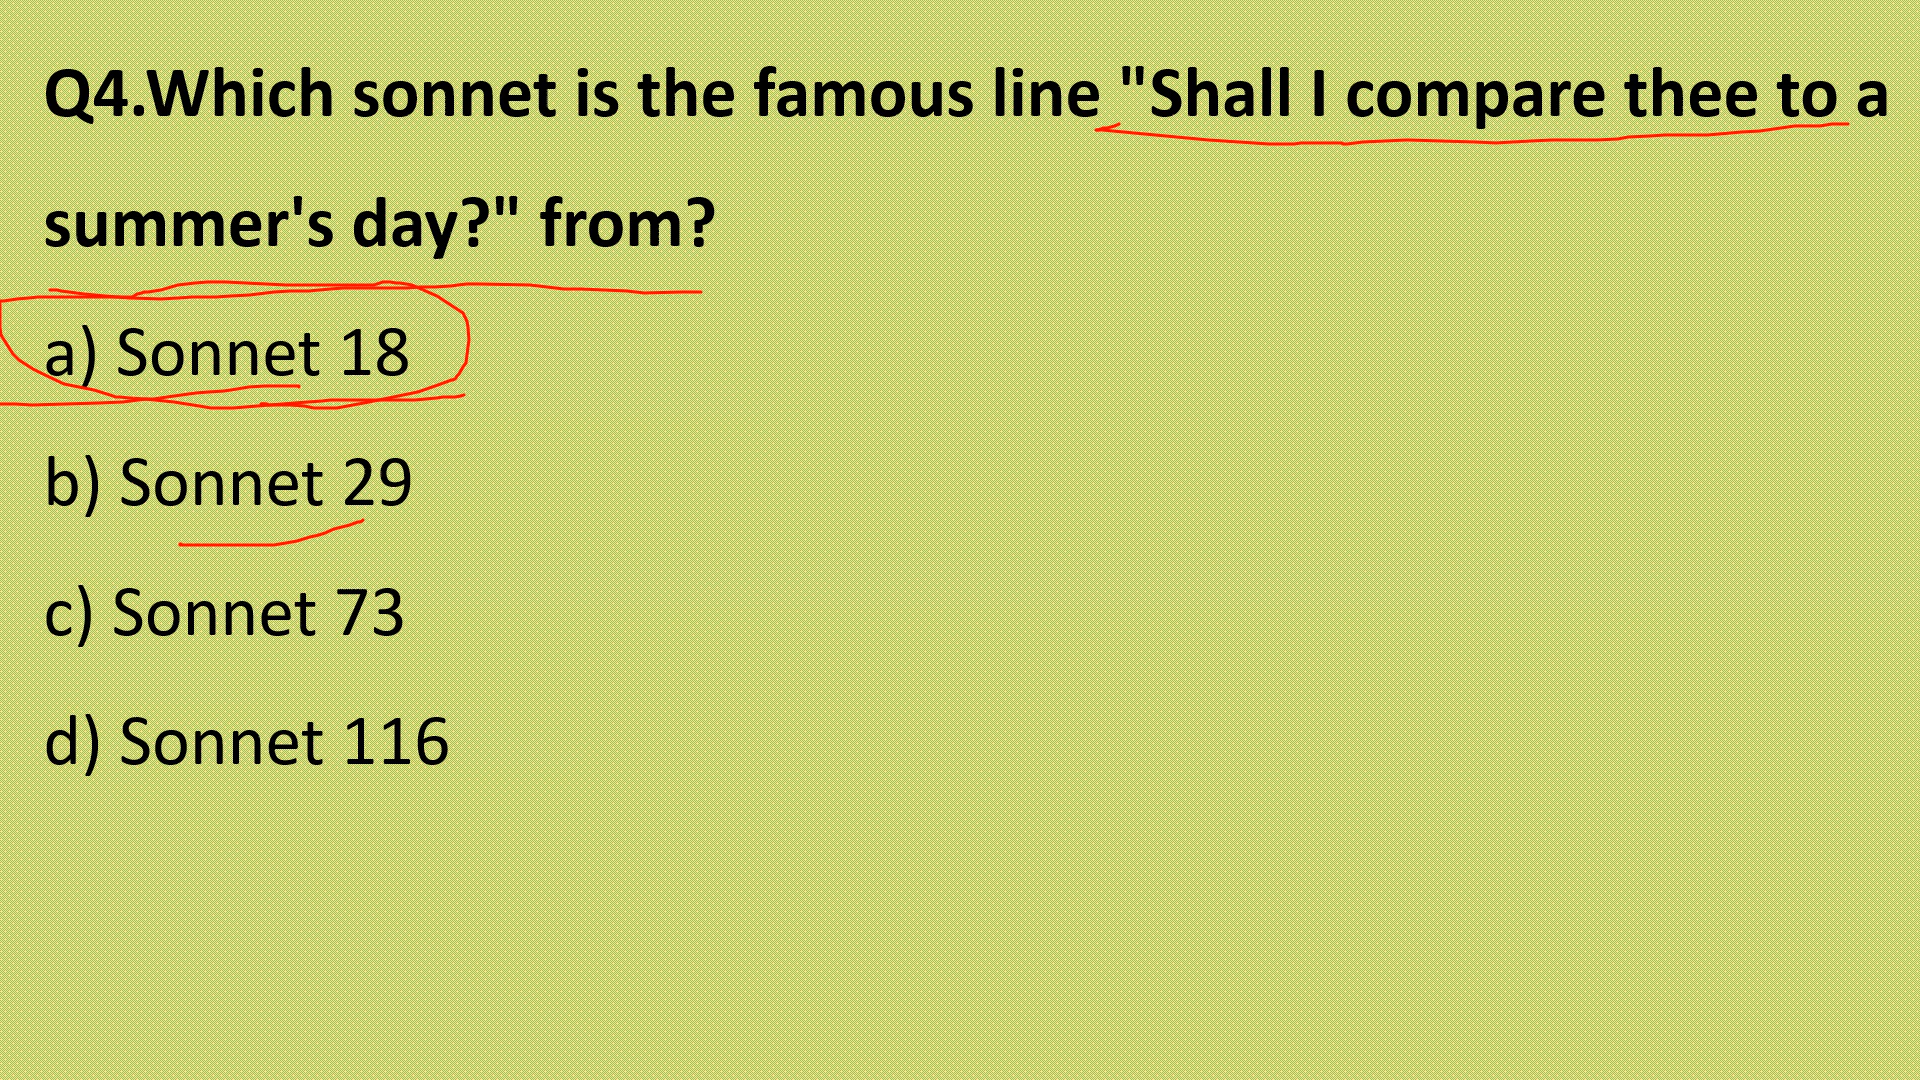 Q4.Which sonnet is the famous line "Shall I compare thee to a
summer's day?" from?
a) Sonnet 18
b) Sonnet 29
c) Sonnet 73
d) Sonnet 116